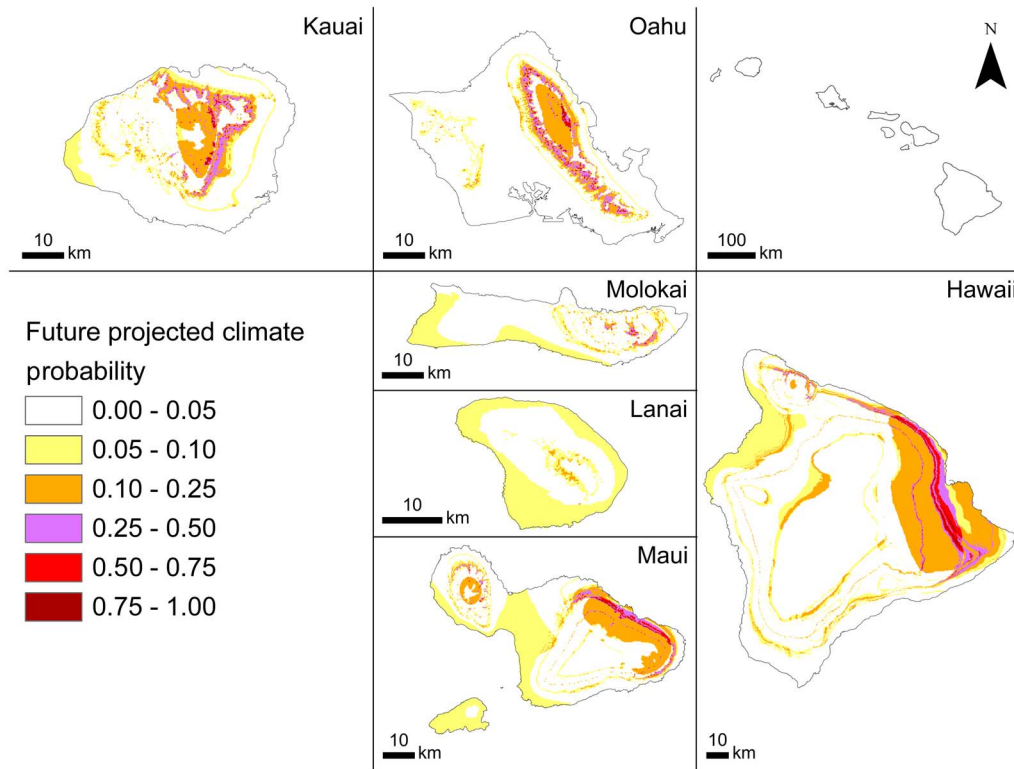 Kauai
10
km
Oahu
10
km
N
100
km
Future projected climate
probability
0.00 - 0.05
0.05 - 0.10
0.10 - 0.25
0.25 - 0.50
0.50 - 0.75
0.75 - 1.00
Molokai
10
km
Lanai
10
km
Maui
10
km
Hawaii
10
km